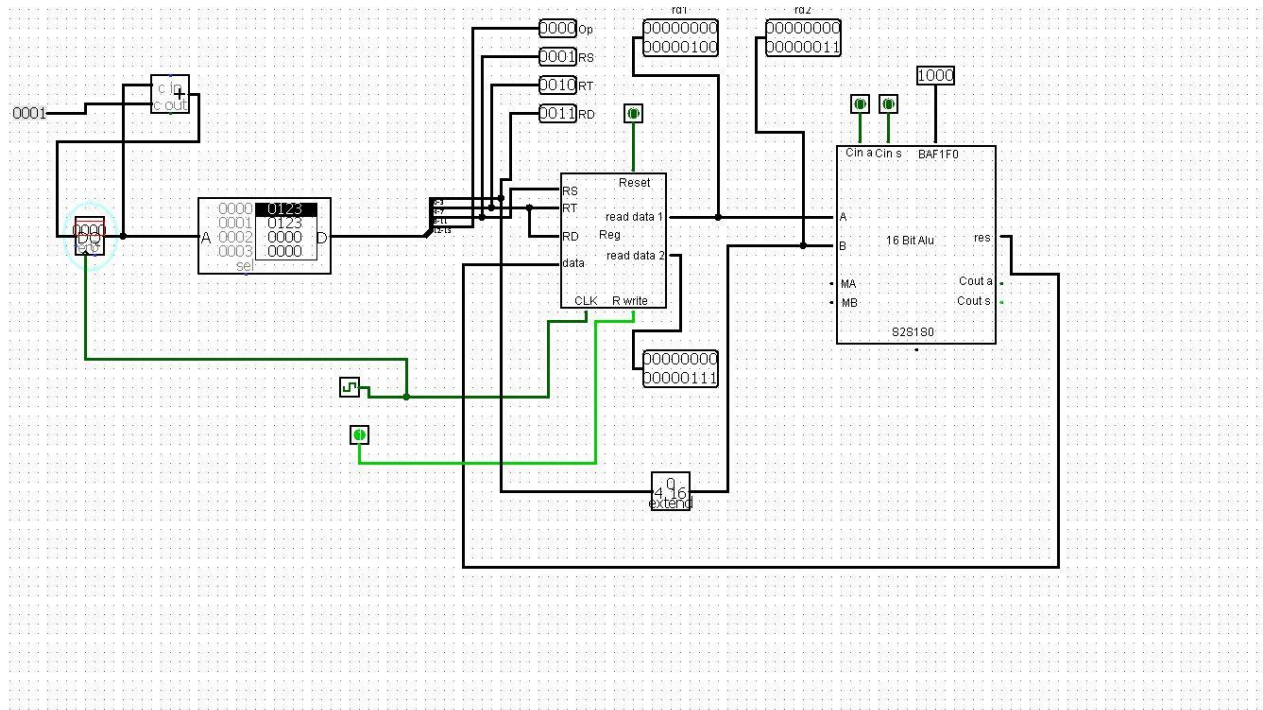 rd1
rd2
0000 Op
00000000
00000100
00000000
00000011
0001 RS
1000
0010 RT
c in
+
c out
0001
0011 RD
Cin a Cin s BAF1F0
Reset
RS
RT
RD
data
read data 1
Reg
read data 2
CLK R write
A
B
MA
MB
16 Bit Alu
res
Cout a
Cout s
S2S1S0
A
0000 0123
0001 0123
0002 0000
0003 0000
D
sel
00000000
00000111
0
4 16
extend